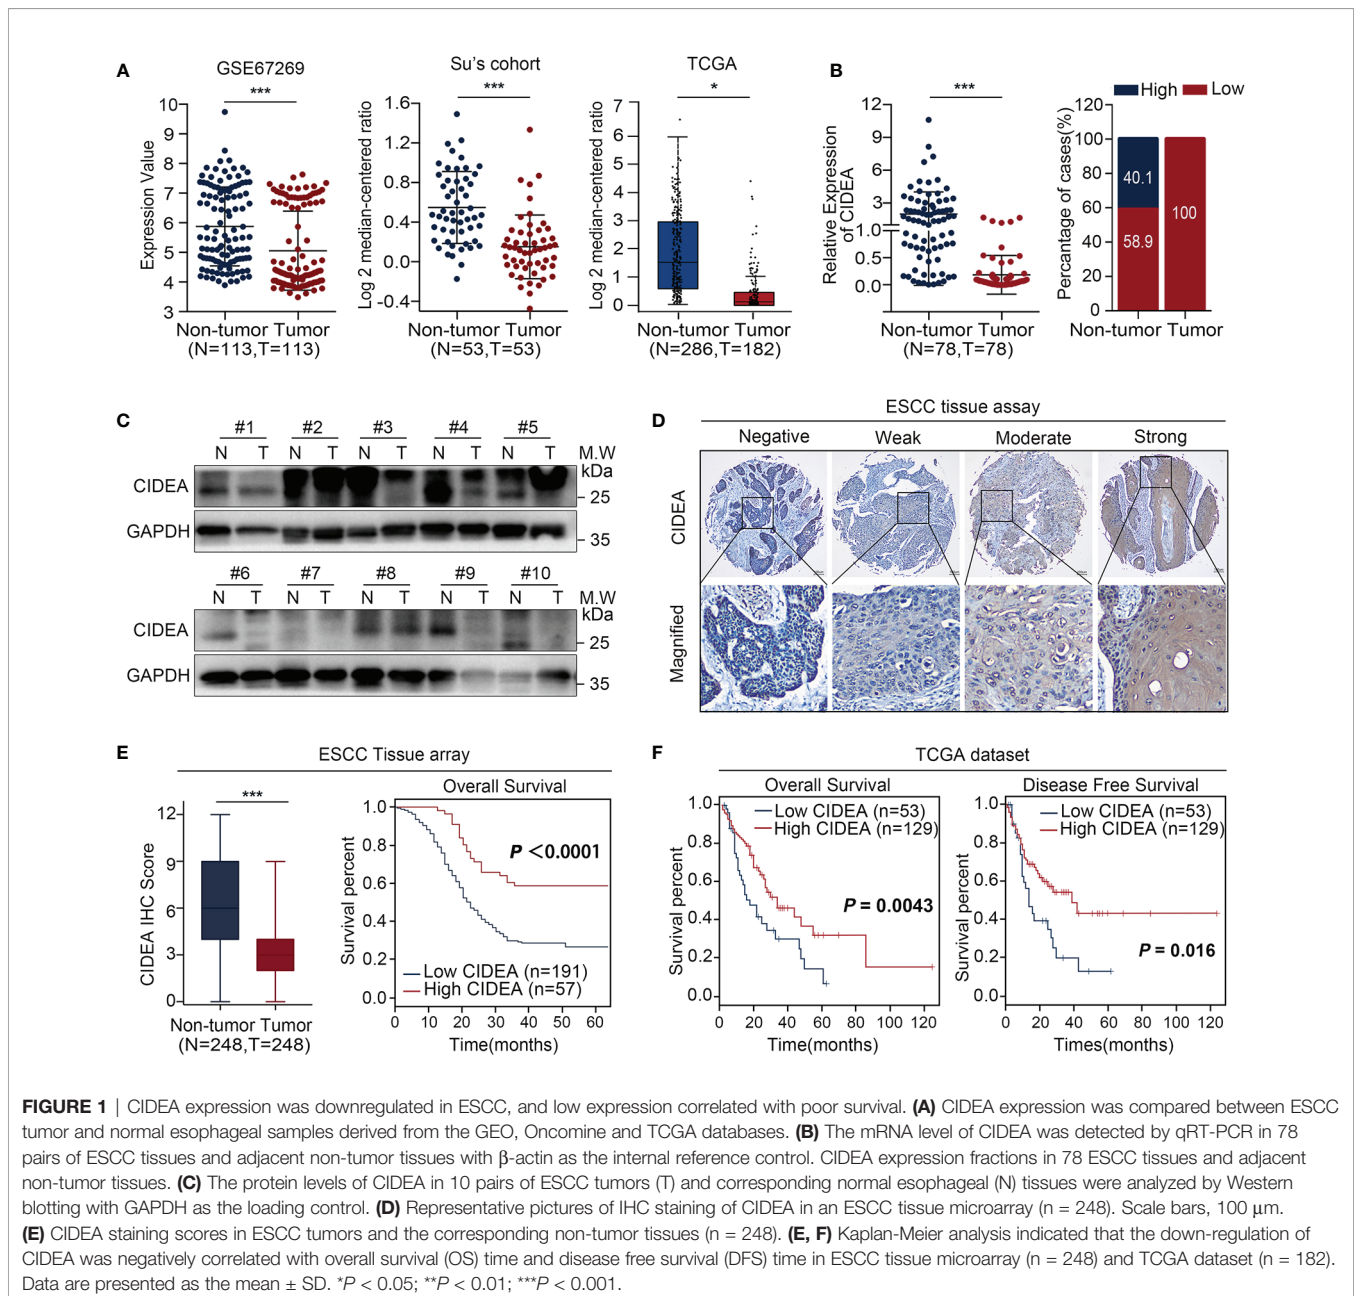 A
GSE67269
***
Expression Value
10
9
8
7
6
5
4
3
Non-tumor Tumor
(N=113,T=113)
Su's cohort
***
Log 2 median-centered ratio
1.6
1.2
0.8
0.4
0.0
-0.4
Non-tumor Tumor
(N=53,T=53)
TCGA
*
Log 2 median-centered ratio
7
6
5
4
3
2
1
0
Non-tumor Tumor
(N=286,T=182)
B
***
Relative Expression
of CIDEA
12
9
6
3
1.0
0.5
0.0
Non-tumor Tumor
(N=78,T=78)
High Low
Percentage of cases(%)
120
100
80
60
40
20
0
40.1
58.9
100
Non-tumor Tumor
C
#1 #2 #3 #4 #5
N T N T N T N T N T M.W
kDa
CIDEA
25
GAPDH
35
#6 #7 #8 #9 #10
N T N T N T N T N T M.W
kDa
CIDEA
25
GAPDH
35
D
ESCC tissue assay
Negative Weak Moderate Strong
CIDEA
Magnified
E
ESCC Tissue array
***
CIDEA IHC Score
12
9
6
3
0
Non-tumor Tumor
(N=248,T=248)
Overall Survival
Survival percent
1.0
0.8
0.6
0.4
0.2
0.0
P <0.0001
Low CIDEA (n=191)
High CIDEA (n=57)
0 10 20 30 40 50 60
Time(months)
F
TCGA dataset
Overall Survival
Low CIDEA (n=53)
High CIDEA (n=129)
Survival percent
1.0
0.8
0.6
0.4
0.2
0.0
P = 0.0043
0 20 40 60 80 100 120
Time(months)
Disease Free Survival
Low CIDEA (n=53)
High CIDEA (n=129)
Survival percent
1.0
0.8
0.6
0.4
0.2
0.0
P = 0.016
0 20 40 60 80 100 120
Times(months)
FIGURE 1 | CIDEA expression was downregulated in ESCC, and low expression correlated with poor survival. (A) CIDEA expression was compared between ESCC
tumor and normal esophageal samples derived from the GEO, Oncomine and TCGA databases. (B) The mRNA level of CIDEA was detected by qRT-PCR in 78
pairs of ESCC tissues and adjacent non-tumor tissues with β-actin as the internal reference control. CIDEA expression fractions in 78 ESCC tissues and adjacent
non-tumor tissues. (C) The protein levels of CIDEA in 10 pairs of ESCC tumors (T) and corresponding normal esophageal (N) tissues were analyzed by Western
blotting with GAPDH as the loading control. (D) Representative pictures of IHC staining of CIDEA in an ESCC tissue microarray (n = 248). Scale bars, 100 μm.
(E) CIDEA staining scores in ESCC tumors and the corresponding non-tumor tissues (n = 248). (E, F) Kaplan-Meier analysis indicated that the down-regulation of
CIDEA was negatively correlated with overall survival (OS) time and disease free survival (DFS) time in ESCC tissue microarray (n = 248) and TCGA dataset (n = 182).
Data are presented as the mean ± SD. *P < 0.05; **P < 0.01; ***P < 0.001.